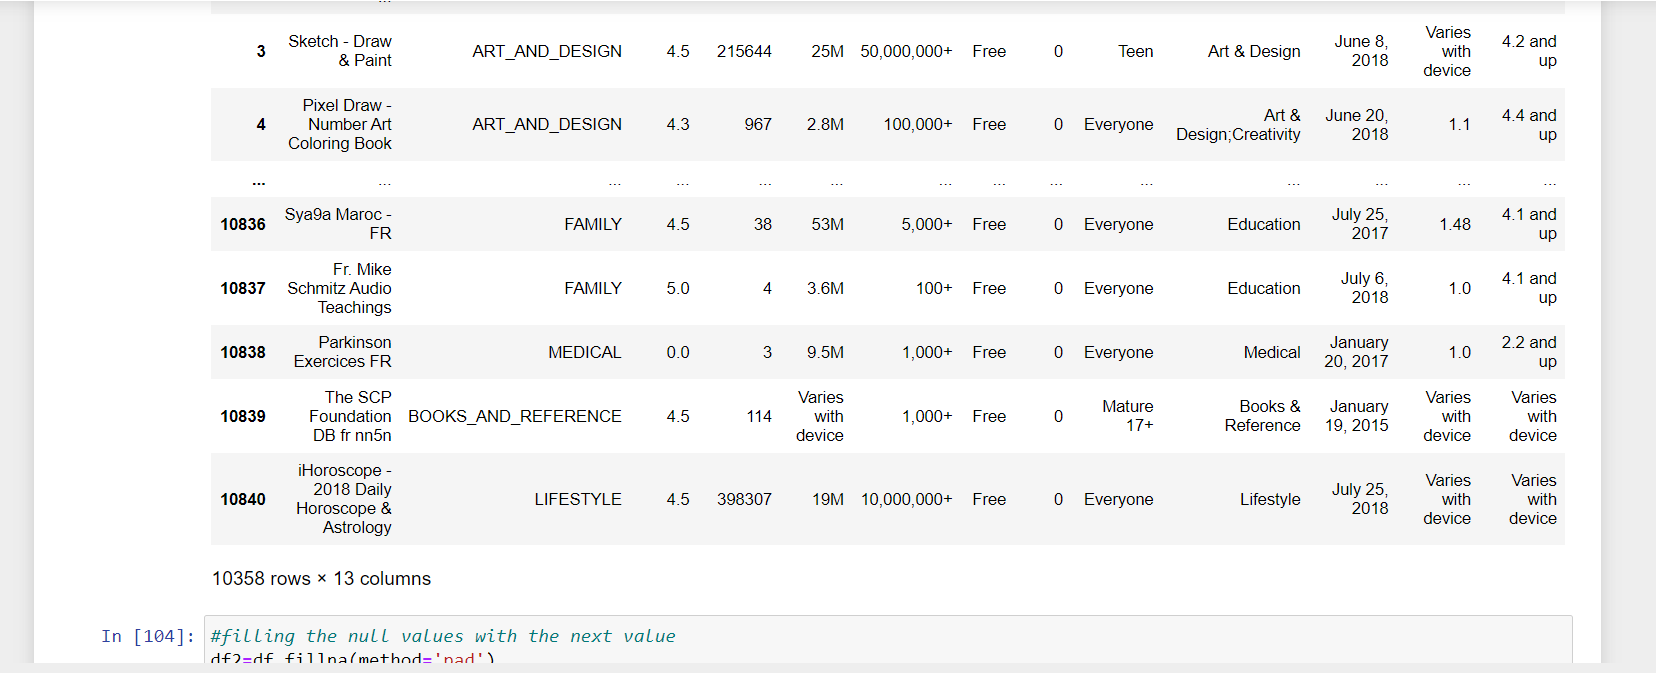 ...
3 Sketch - Draw & Paint ART_AND_DESIGN 4.5 215644 25M 50,000,000+ Free 0 Teen Art & Design June 8, 2018 Varies with device 4.2 and up
4 Pixel Draw - Number Art Coloring Book ART_AND_DESIGN 4.3 967 2.8M 100,000+ Free 0 Everyone Art & Design;Creativity June 20, 2018 1.1 4.4 and up
... ... ... ... ... ... ... ... ... ... ... ... ... ...
10836 Sya9a Maroc - FR FAMILY 4.5 38 53M 5,000+ Free 0 Everyone Education July 25, 2017 1.48 4.1 and up
10837 Fr. Mike Schmitz Audio Teachings FAMILY 5.0 4 3.6M 100+ Free 0 Everyone Education July 6, 2018 1.0 4.1 and up
10838 Parkinson Exercices FR MEDICAL 0.0 3 9.5M 1,000+ Free 0 Everyone Medical January 20, 2017 1.0 2.2 and up
10839 The SCP Foundation DB fr nn5n BOOKS_AND_REFERENCE 4.5 114 Varies with device 1,000+ Free 0 Mature 17+ Books & Reference January 19, 2015 Varies with device Varies with device
10840 iHoroscope - 2018 Daily Horoscope & Astrology LIFESTYLE 4.5 398307 19M 10,000,000+ Free 0 Everyone Lifestyle July 25, 2018 Varies with device Varies with device
10358 rows × 13 columns
In [104]: #filling the null values with the next value
df2=df.fillna(method='pad')